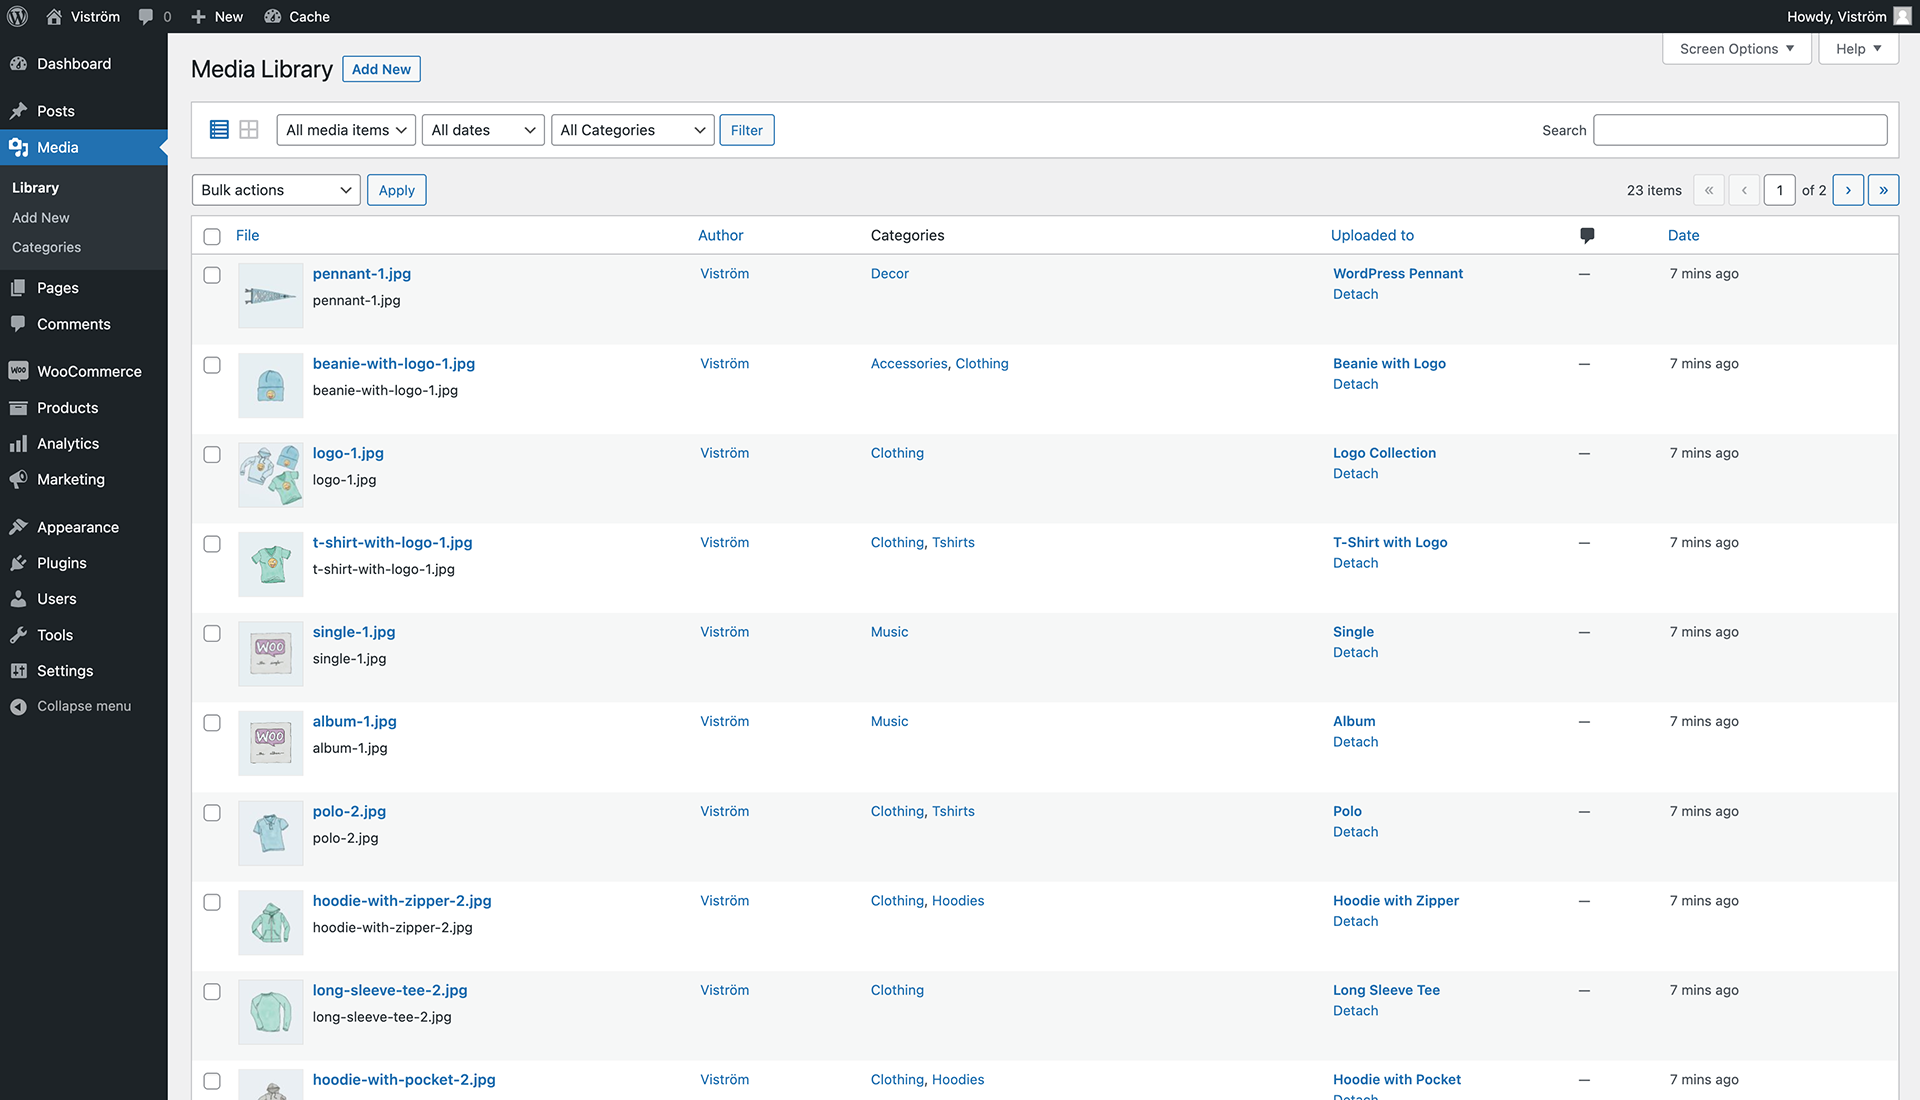 Viström 0 New Cache Howdy, Viström
Screen Options ▼ Help ▼
Dashboard
Posts
Media
Library
Add New
Categories
Pages
Comments
WooCommerce
Products
Analytics
Marketing
Appearance
Plugins
Users
Tools
Settings
Collapse menu
Media Library Add New
All media items All dates All Categories Filter Search
Bulk actions Apply 23 items « ‹ 1 of 2 › »
File Author Categories Uploaded to Date
pennant-1.jpg Viström Decor WordPress Pennant — 7 mins ago
Detach
pennant-1.jpg
beanie-with-logo-1.jpg Viström Accessories, Clothing Beanie with Logo — 7 mins ago
Detach
beanie-with-logo-1.jpg
logo-1.jpg Viström Clothing Logo Collection — 7 mins ago
Detach
logo-1.jpg
t-shirt-with-logo-1.jpg Viström Clothing, Tshirts T-Shirt with Logo — 7 mins ago
Detach
t-shirt-with-logo-1.jpg
single-1.jpg Viström Music Single — 7 mins ago
WOO
Detach
single-1.jpg
album-1.jpg Viström Music Album — 7 mins ago
WOO
Detach
album-1.jpg
polo-2.jpg Viström Clothing, Tshirts Polo — 7 mins ago
Detach
polo-2.jpg
hoodie-with-zipper-2.jpg Viström Clothing, Hoodies Hoodie with Zipper — 7 mins ago
Detach
hoodie-with-zipper-2.jpg
long-sleeve-tee-2.jpg Viström Clothing Long Sleeve Tee — 7 mins ago
Detach
long-sleeve-tee-2.jpg
hoodie-with-pocket-2.jpg Viström Clothing, Hoodies Hoodie with Pocket — 7 mins ago
Detach